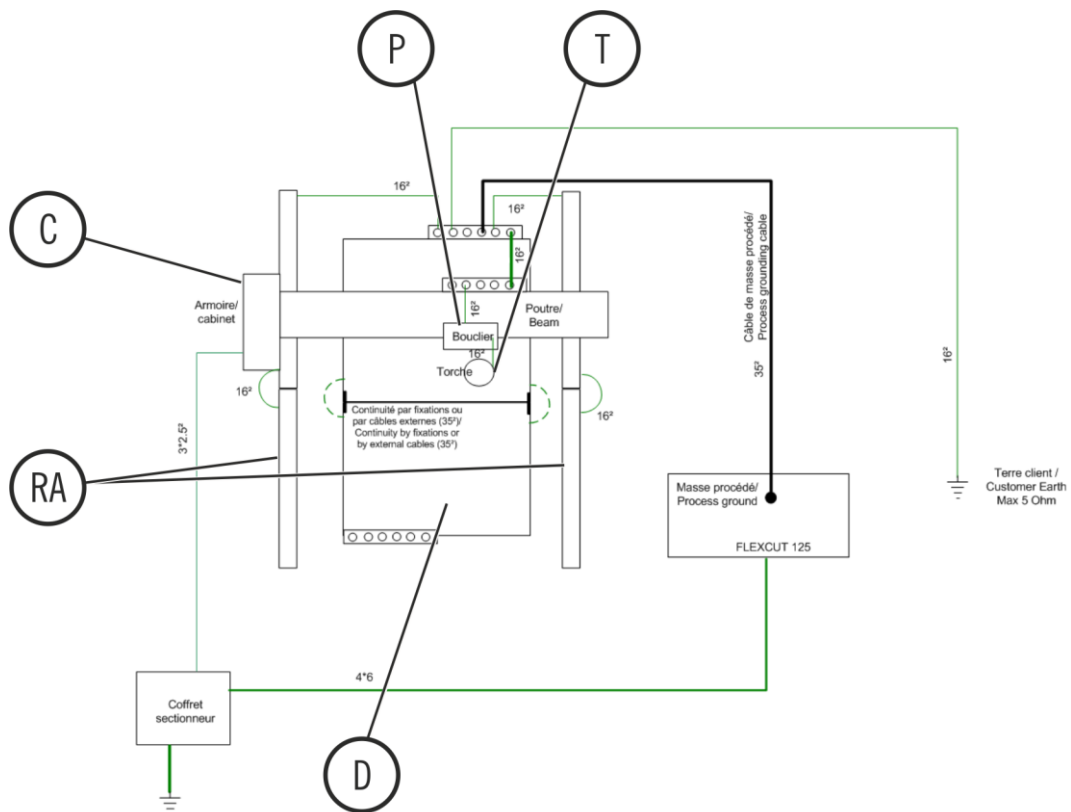 P
T
C
RA
D
16²
16²
16²
16²
16²
16²
16²
16²
Armoire/
cabinet
Poutre/
Beam
Bouclier
Torche
Continuité par fixations ou
par câbles externes (35²)/
Continuity by fixations or
by external cables (35²)
3*2.5²
Câble de masse procédé/
Process grounding cable
35²
Masse procédé/
Process ground
FLEXCUT 125
Terre client /
Customer Earth
Max 5 Ohm
4*6
Coffret
sectionneur